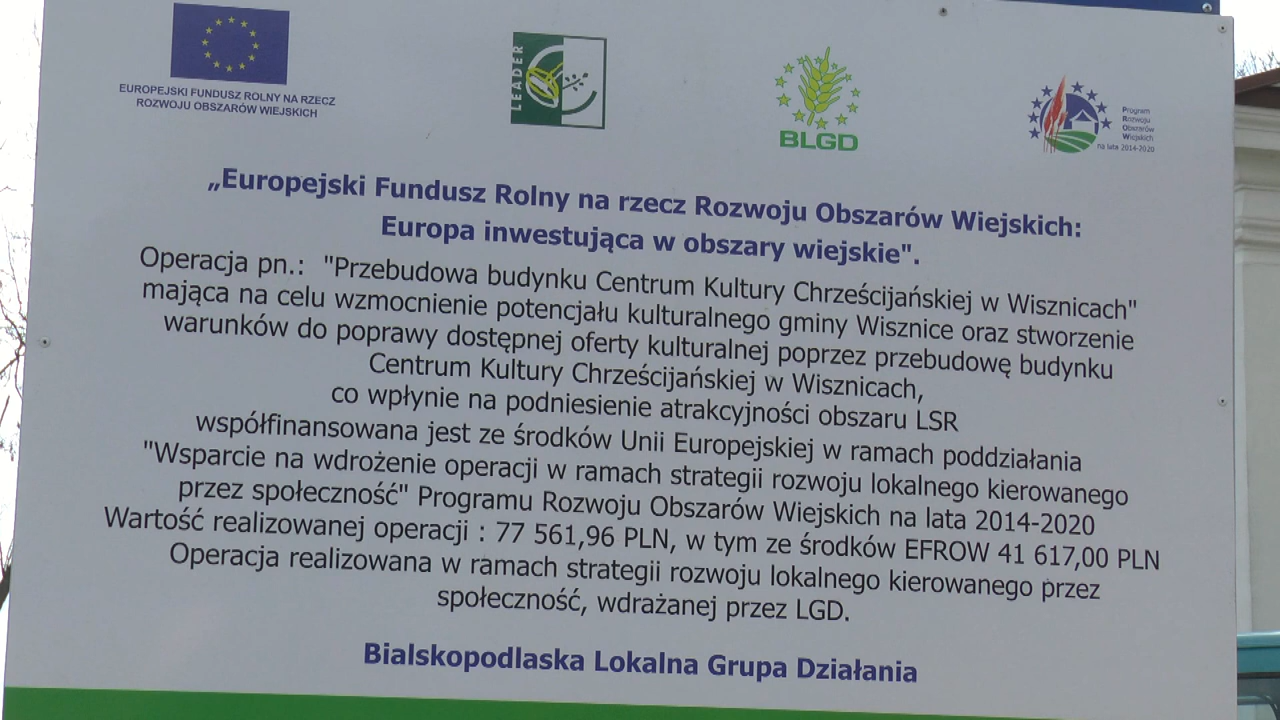 EUROPEJSKI FUNDUSZ ROLNY NA RZECZ
ROZWOJU OBSZARÓW WIEJSKICH
LEADER
BLGD
Program
Rozwoju
Obszarów
Wiejskich
na lata 2014-2020
„Europejski Fundusz Rolny na rzecz Rozwoju Obszarów Wiejskich:
Europa inwestująca w obszary wiejskie".
Operacja pn.: "Przebudowa budynku Centrum Kultury Chrześcijańskiej w Wisznicach"
mająca na celu wzmocnienie potencjału kulturalnego gminy Wisznice oraz stworzenie
warunków do poprawy dostępnej oferty kulturalnej poprzez przebudowę budynku
Centrum Kultury Chrześcijańskiej w Wisznicach,
co wpłynie na podniesienie atrakcyjności obszaru LSR
współfinansowana jest ze środków Unii Europejskiej w ramach poddziałania
"Wsparcie na wdrożenie operacji w ramach strategii rozwoju lokalnego kierowanego
przez społeczność" Programu Rozwoju Obszarów Wiejskich na lata 2014-2020
Wartość realizowanej operacji : 77 561,96 PLN, w tym ze środków EFROW 41 617,00 PLN
Operacja realizowana w ramach strategii rozwoju lokalnego kierowanego przez
społeczność, wdrażanej przez LGD.
Bialskopodlaska Lokalna Grupa Działania